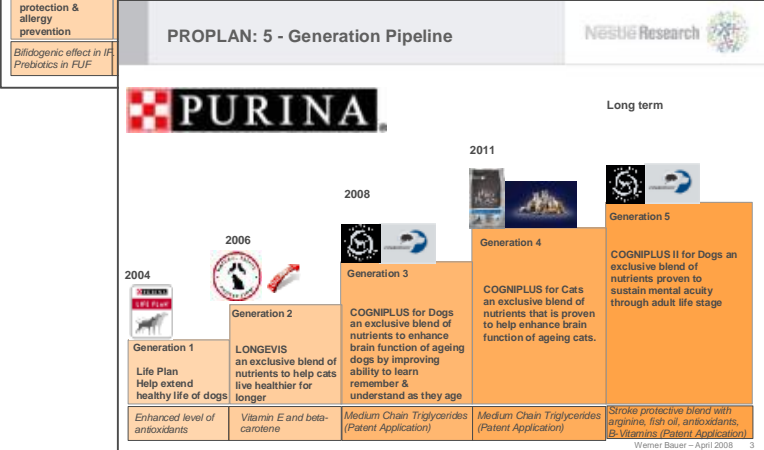 protection &
allergy
prevention
Bifidogenic effect in IF.
Prebiotics in FUF
PROPLAN: 5 - Generation Pipeline
Nestlé Research
PURINA
Long term
2011
2008
2006
2004
PURINA
LIFE PLAN
Generation 1
Life Plan
Help extend
healthy life of dogs
Enhanced level of
antioxidants
Generation 2
LONGEVIS
an exclusive blend of
nutrients to help cats
live healthier for
longer
Vitamin E and beta-
carotene
Generation 3
COGNIPLUS for Dogs
an exclusive blend of
nutrients to enhance
brain function of ageing
dogs by improving
ability to learn
remember &
understand as they age
Medium Chain Triglycerides
(Patent Application)
Generation 4
COGNIPLUS for Cats
an exclusive blend of
nutrients that is proven
to help enhance brain
function of ageing cats.
Medium Chain Triglycerides
(Patent Application)
Generation 5
COGNIPLUS II for Dogs an
exclusive blend of
nutrients proven to
sustain mental acuity
through adult life stage
Stroke protective blend with
arginine, fish oil, antioxidants,
B-Vitamins (Patent Application)
Werner Bauer – April 2008 3